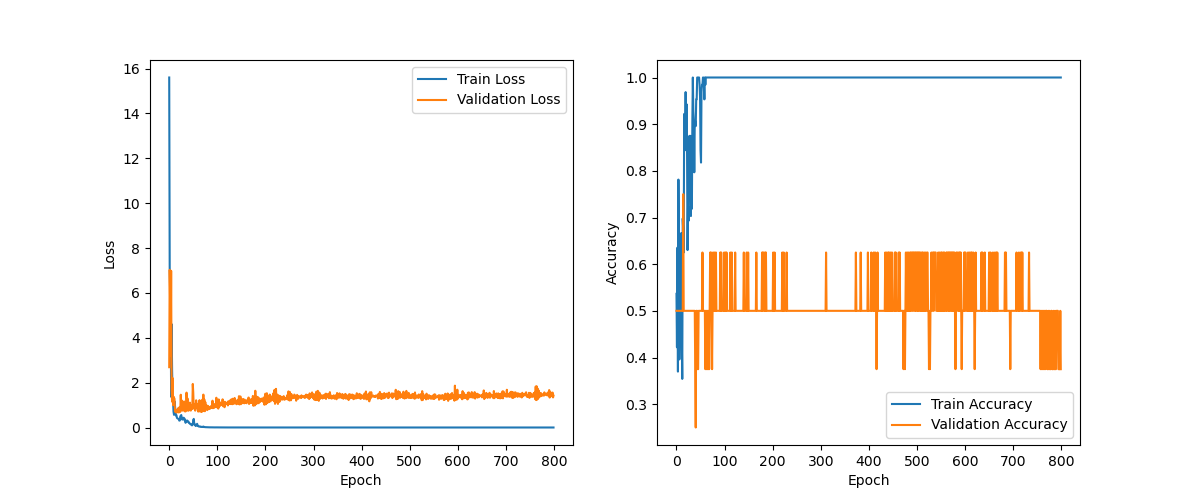 16
14
12
10
8
6
4
2
0
Loss
Train Loss
Validation Loss
0 100 200 300 400 500 600 700 800
Epoch
1.0
0.9
0.8
0.7
0.6
0.5
0.4
0.3
Accuracy
Train Accuracy
Validation Accuracy
0 100 200 300 400 500 600 700 800
Epoch